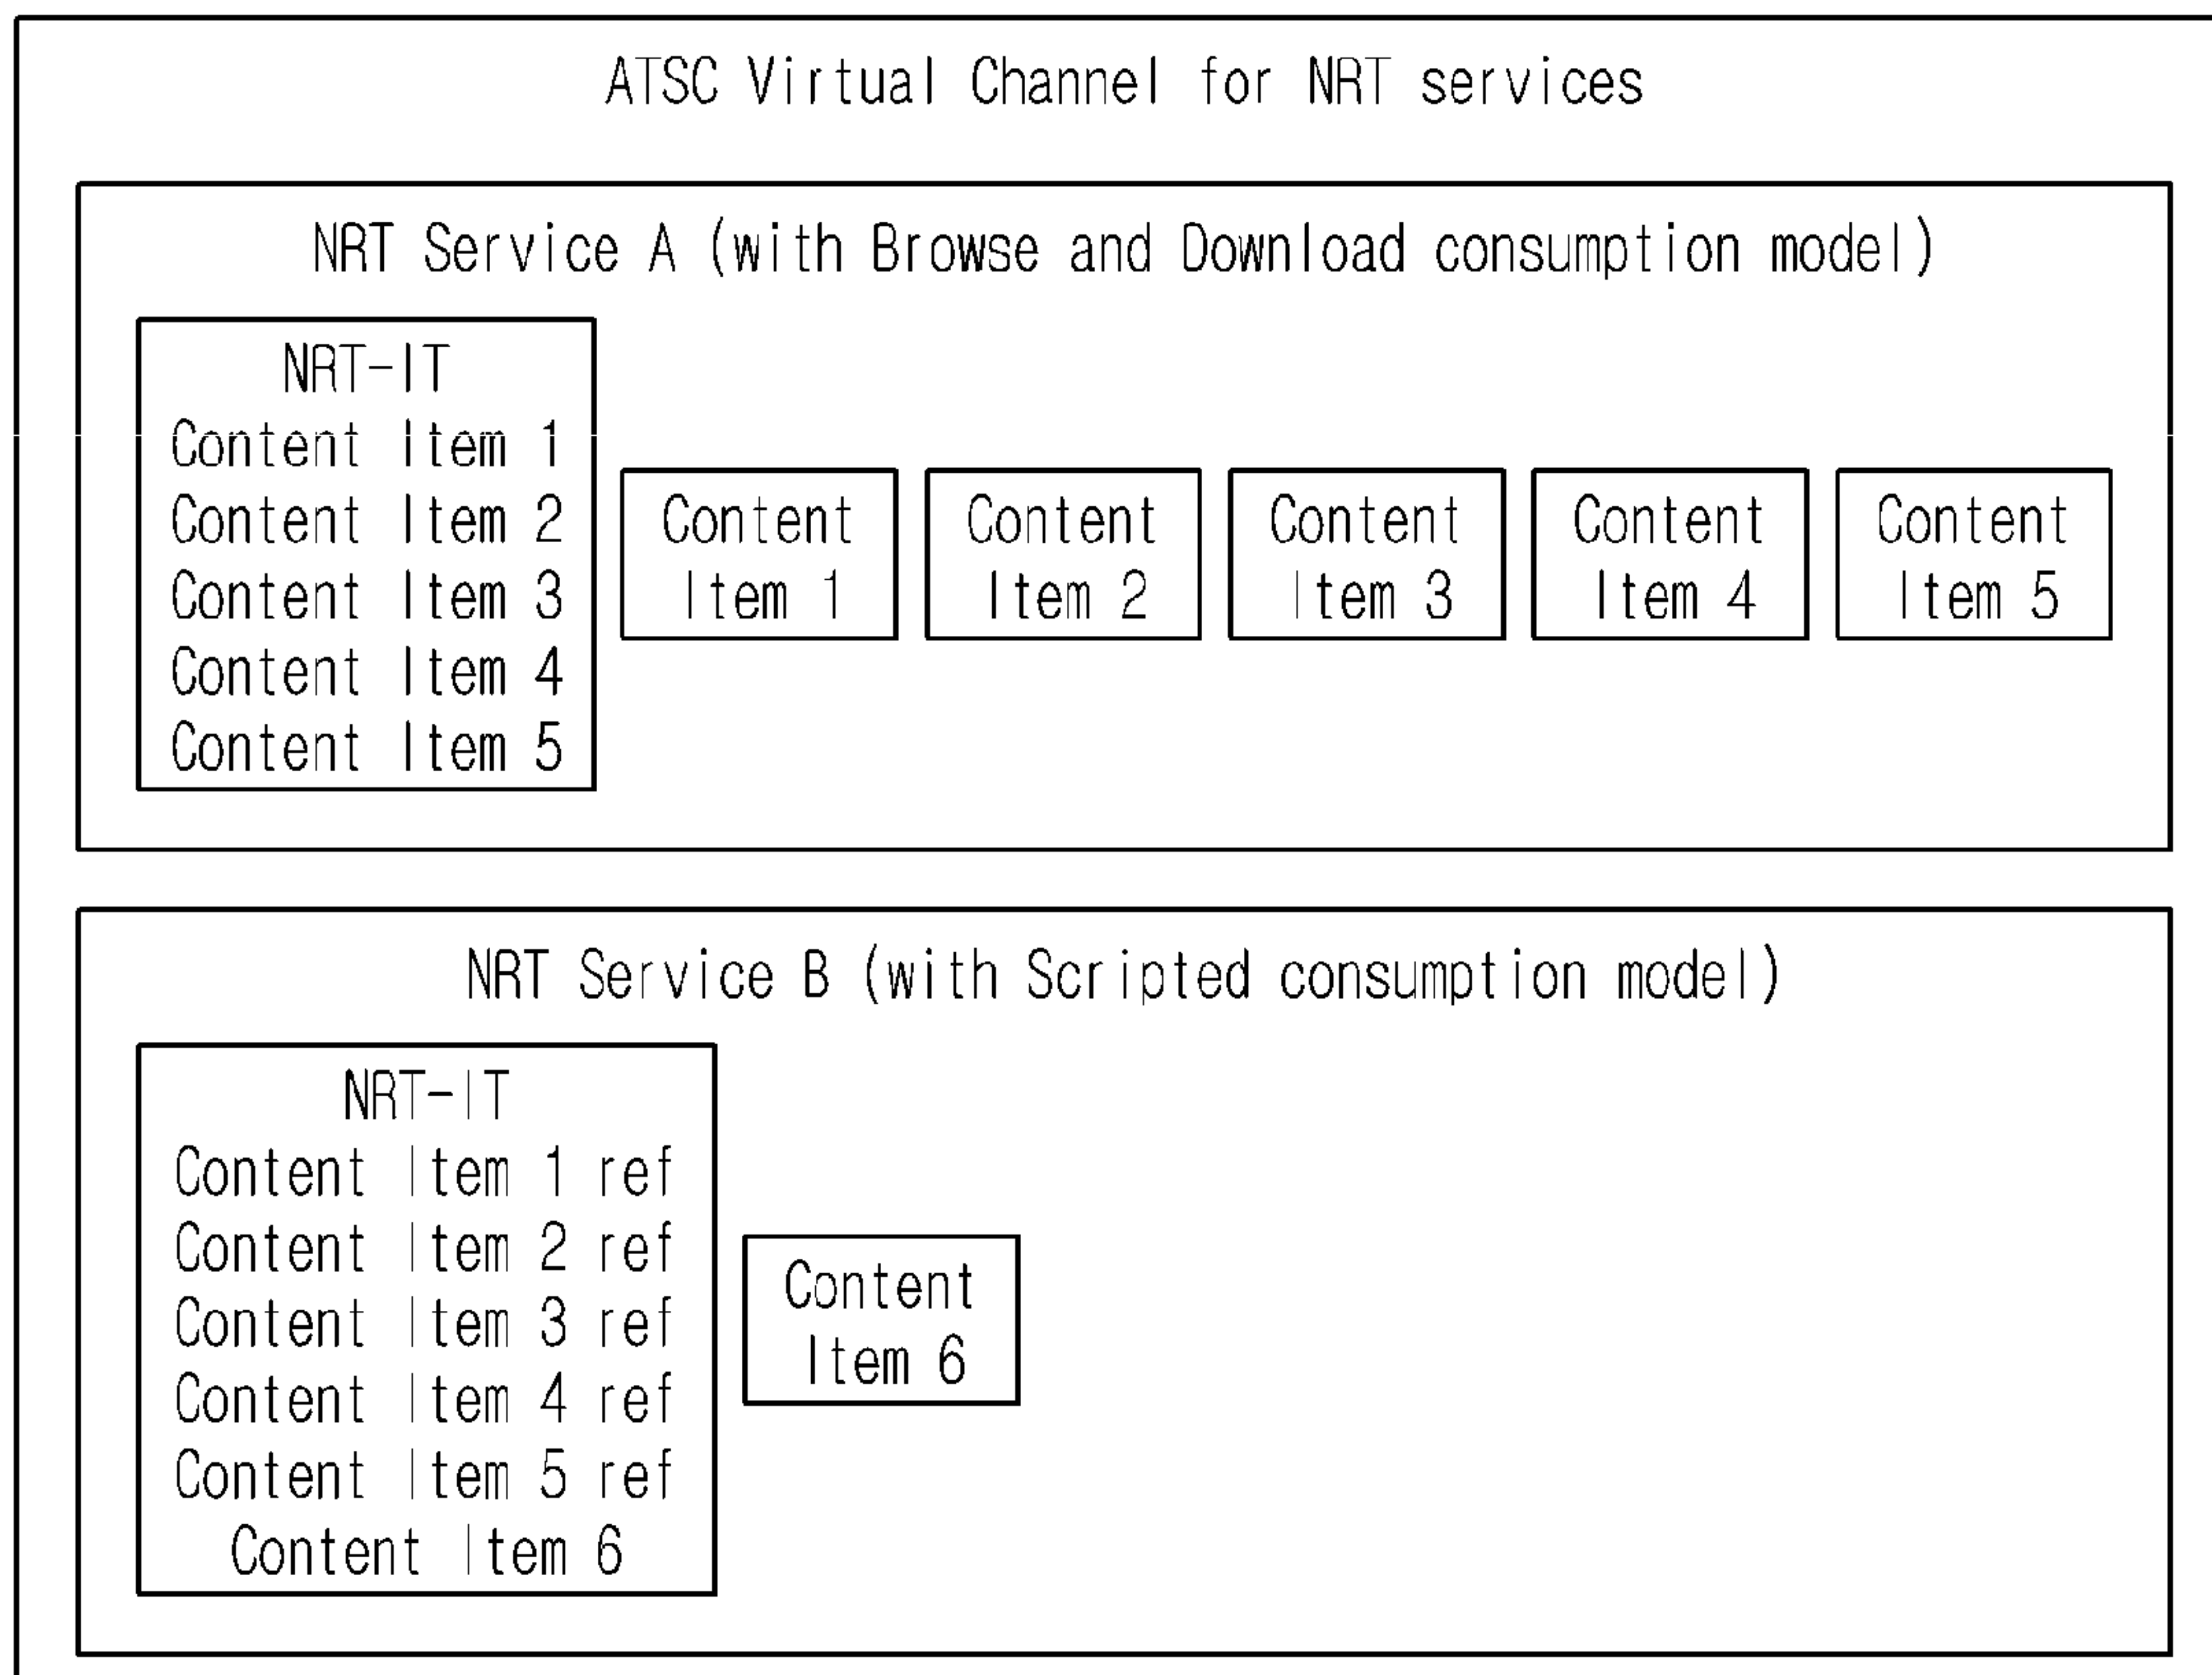 ATSC Virtual Channel for NRT services
NRT Service A (with Browse and Download consumption model)
NRT-IT
Content Item 1
Content Item 2
Content Item 3
Content Item 4
Content Item 5
Content
Item 1
Content
Item 2
Content
Item 3
Content
Item 4
Content
Item 5
NRT Service B (with Scripted consumption model)
NRT-IT
Content Item 1 ref
Content Item 2 ref
Content Item 3 ref
Content Item 4 ref
Content Item 5 ref
Content Item 6
Content
Item 6